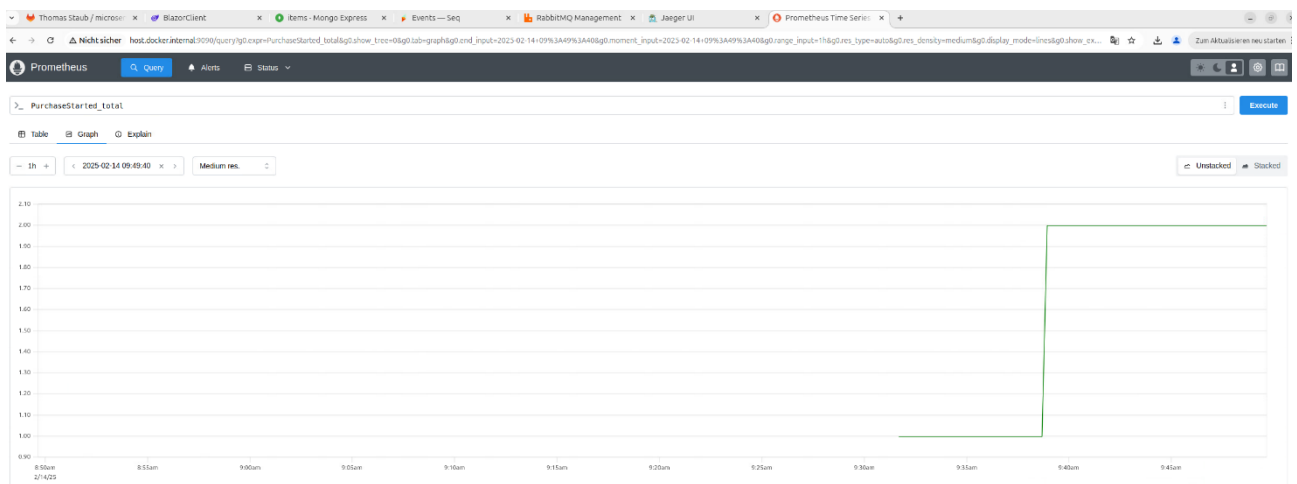 Thomas Staub / microser × BlazorClient × items - Mongo Express × Events — Seq × RabbitMQ Management × Jaeger UI × Prometheus Time Series × +
Nicht sicher host.docker.internal:9090/query?g0.expr=PurchaseStarted_total&g0.show_tree=0&g0.tab=graph&g0.end_input=2025-02-14+09%3A49%3A40&g0.moment_input=2025-02-14+09%3A49%3A40&g0.range_input=1h&g0.res_type=auto&g0.res_density=medium&g0.display_mode=lines&g0.show_ex... Zum Aktualisieren neu starten
Prometheus Query Alerts Status
>_ PurchaseStarted_total Execute
Table Graph Explain
− 1h + < 2025-02-14 09:49:40 × > Medium res. Unstacked Stacked
2.10
2.00
1.90
1.80
1.70
1.60
1.50
1.40
1.30
1.20
1.10
1.00
0.90
8:50am 8:55am 9:00am 9:05am 9:10am 9:15am 9:20am 9:25am 9:30am 9:35am 9:40am 9:45am
2/14/25